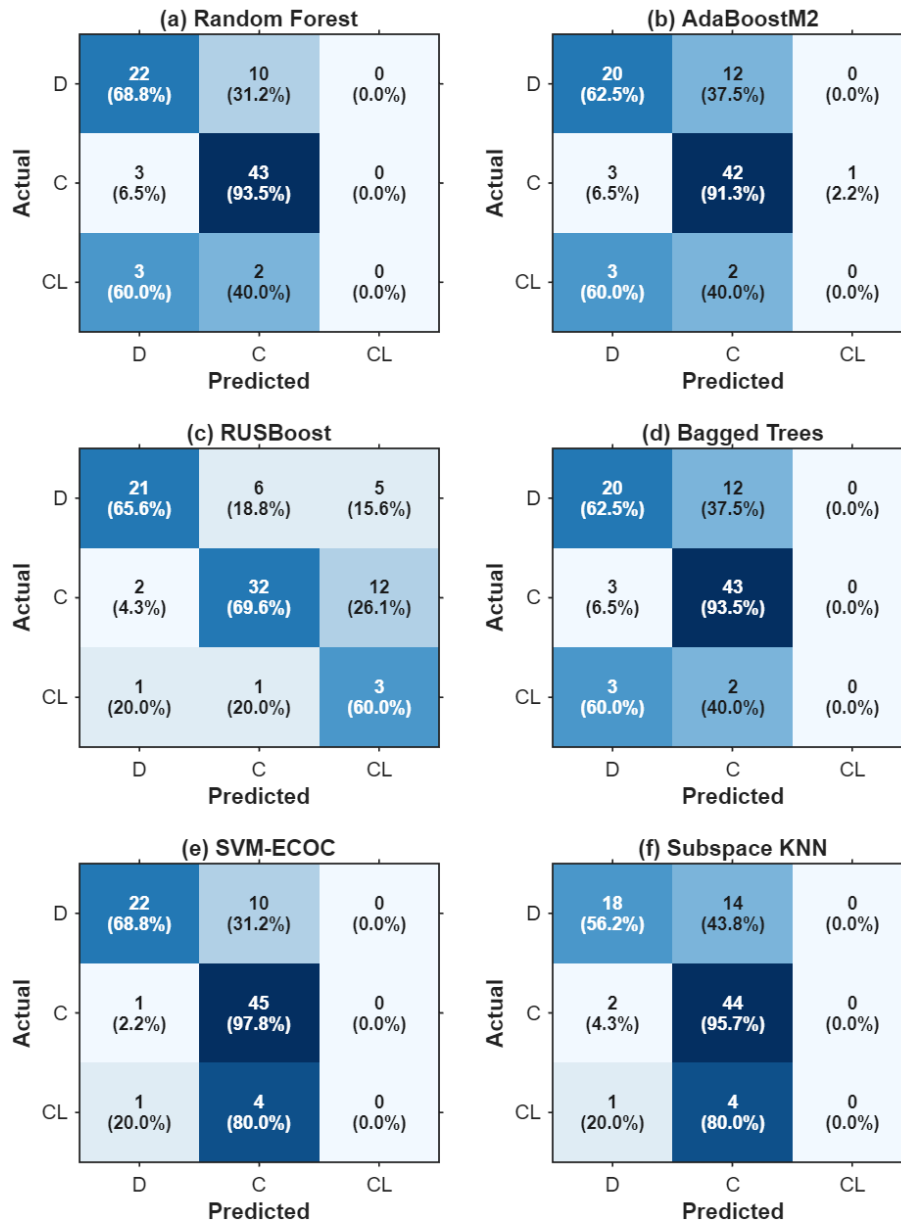 (a) Random Forest
Actual
D
22 10 0
(68.8%) (31.2%) (0.0%)
C
3 43 0
(6.5%) (93.5%) (0.0%)
CL
3 2 0
(60.0%) (40.0%) (0.0%)
D C CL
Predicted
(b) AdaBoostM2
Actual
D
20 12 0
(62.5%) (37.5%) (0.0%)
C
3 42 1
(6.5%) (91.3%) (2.2%)
CL
3 2 0
(60.0%) (40.0%) (0.0%)
D C CL
Predicted
(c) RUSBoost
Actual
D
21 6 5
(65.6%) (18.8%) (15.6%)
C
2 32 12
(4.3%) (69.6%) (26.1%)
CL
1 1 3
(20.0%) (20.0%) (60.0%)
D C CL
Predicted
(d) Bagged Trees
Actual
D
20 12 0
(62.5%) (37.5%) (0.0%)
C
3 43 0
(6.5%) (93.5%) (0.0%)
CL
3 2 0
(60.0%) (40.0%) (0.0%)
D C CL
Predicted
(e) SVM-ECOC
Actual
D
22 10 0
(68.8%) (31.2%) (0.0%)
C
1 45 0
(2.2%) (97.8%) (0.0%)
CL
1 4 0
(20.0%) (80.0%) (0.0%)
D C CL
Predicted
(f) Subspace KNN
Actual
D
18 14 0
(56.2%) (43.8%) (0.0%)
C
2 44 0
(4.3%) (95.7%) (0.0%)
CL
1 4 0
(20.0%) (80.0%) (0.0%)
D C CL
Predicted